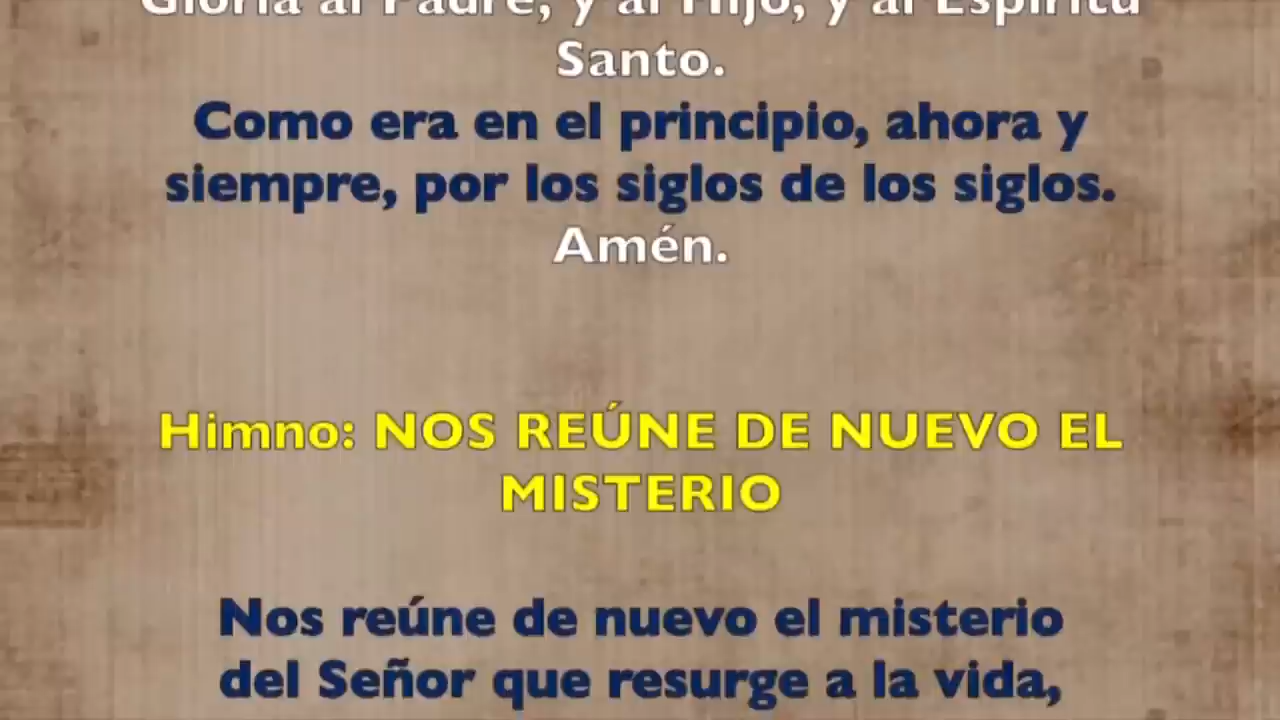 Gloria al Padre, y al Hijo, y al Espíritu
Santo.
Como era en el principio, ahora y
siempre, por los siglos de los siglos.
Amén.
Himno: NOS REÚNE DE NUEVO EL
MISTERIO
Nos reúne de nuevo el misterio
del Señor que resurge a la vida,